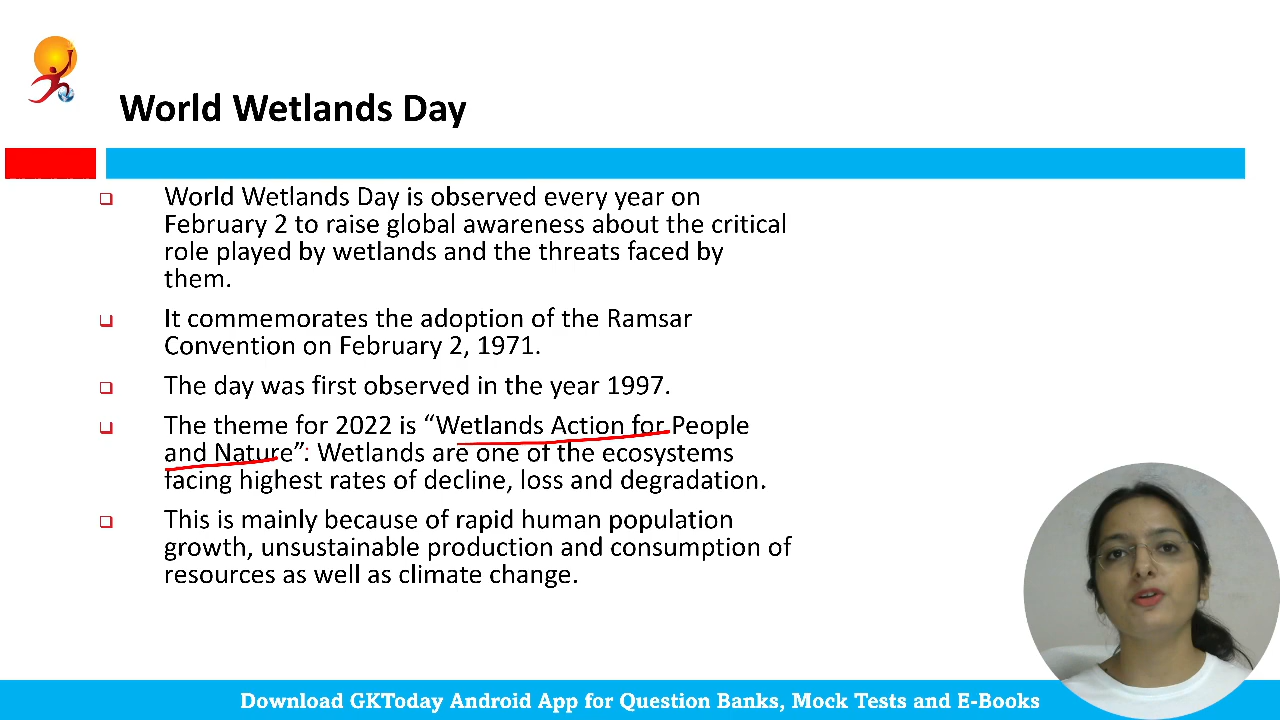 World Wetlands Day
World Wetlands Day is observed every year on
February 2 to raise global awareness about the critical
role played by wetlands and the threats faced by
them.
It commemorates the adoption of the Ramsar
Convention on February 2, 1971.
The day was first observed in the year 1997.
The theme for 2022 is “Wetlands Action for People
and Nature”: Wetlands are one of the ecosystems
facing highest rates of decline, loss and degradation.
This is mainly because of rapid human population
growth, unsustainable production and consumption of
resources as well as climate change.
Download GKToday Android App for Question Banks, Mock Tests and E-Books